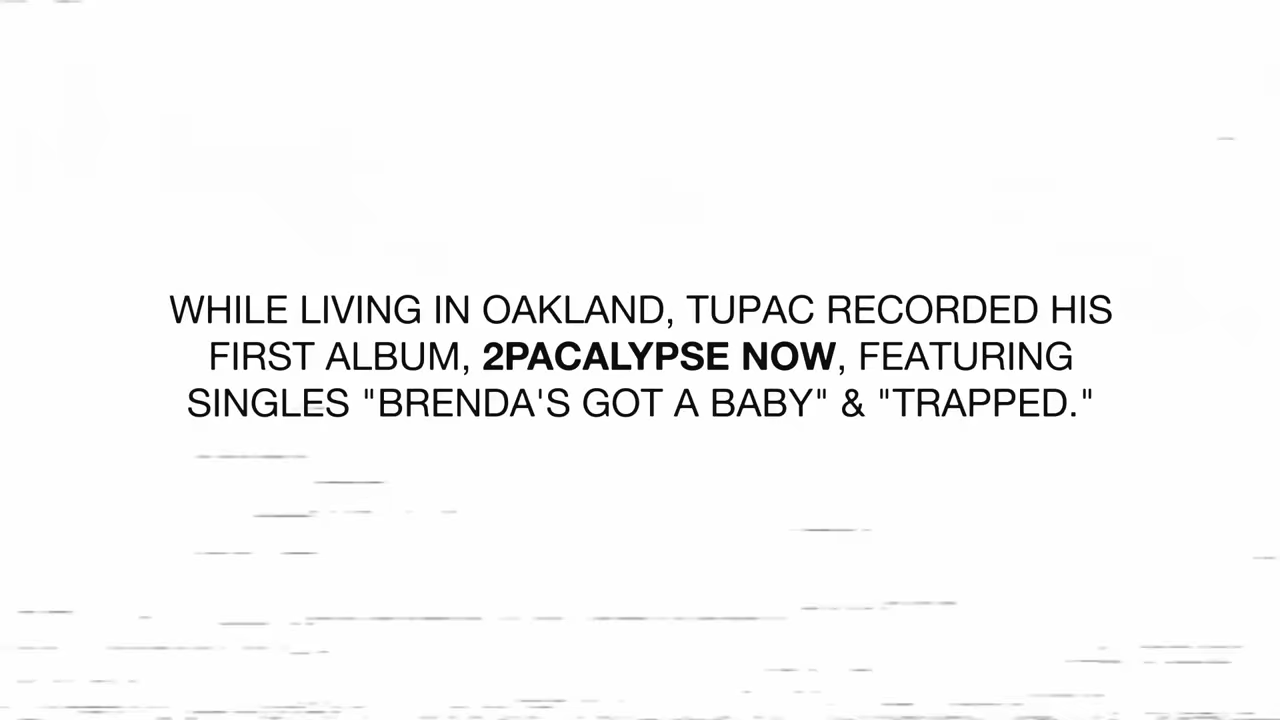 WHILE LIVING IN OAKLAND, TUPAC RECORDED HIS
FIRST ALBUM, 2PACALYPSE NOW, FEATURING
SINGLES "BRENDA'S GOT A BABY" & "TRAPPED."